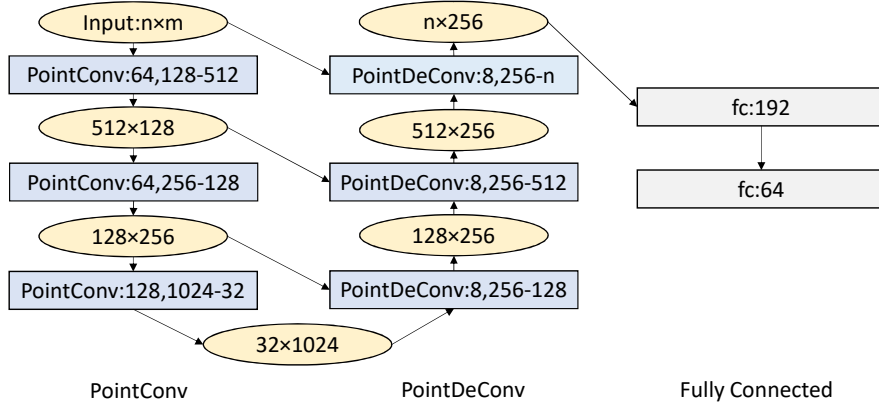 Input:n×m
PointConv:64,128-512
512×128
PointConv:64,256-128
128×256
PointConv:128,1024-32
32×1024
PointConv
n×256
PointDeConv:8,256-n
512×256
PointDeConv:8,256-512
128×256
PointDeConv:8,256-128
PointDeConv
fc:192
fc:64
Fully Connected